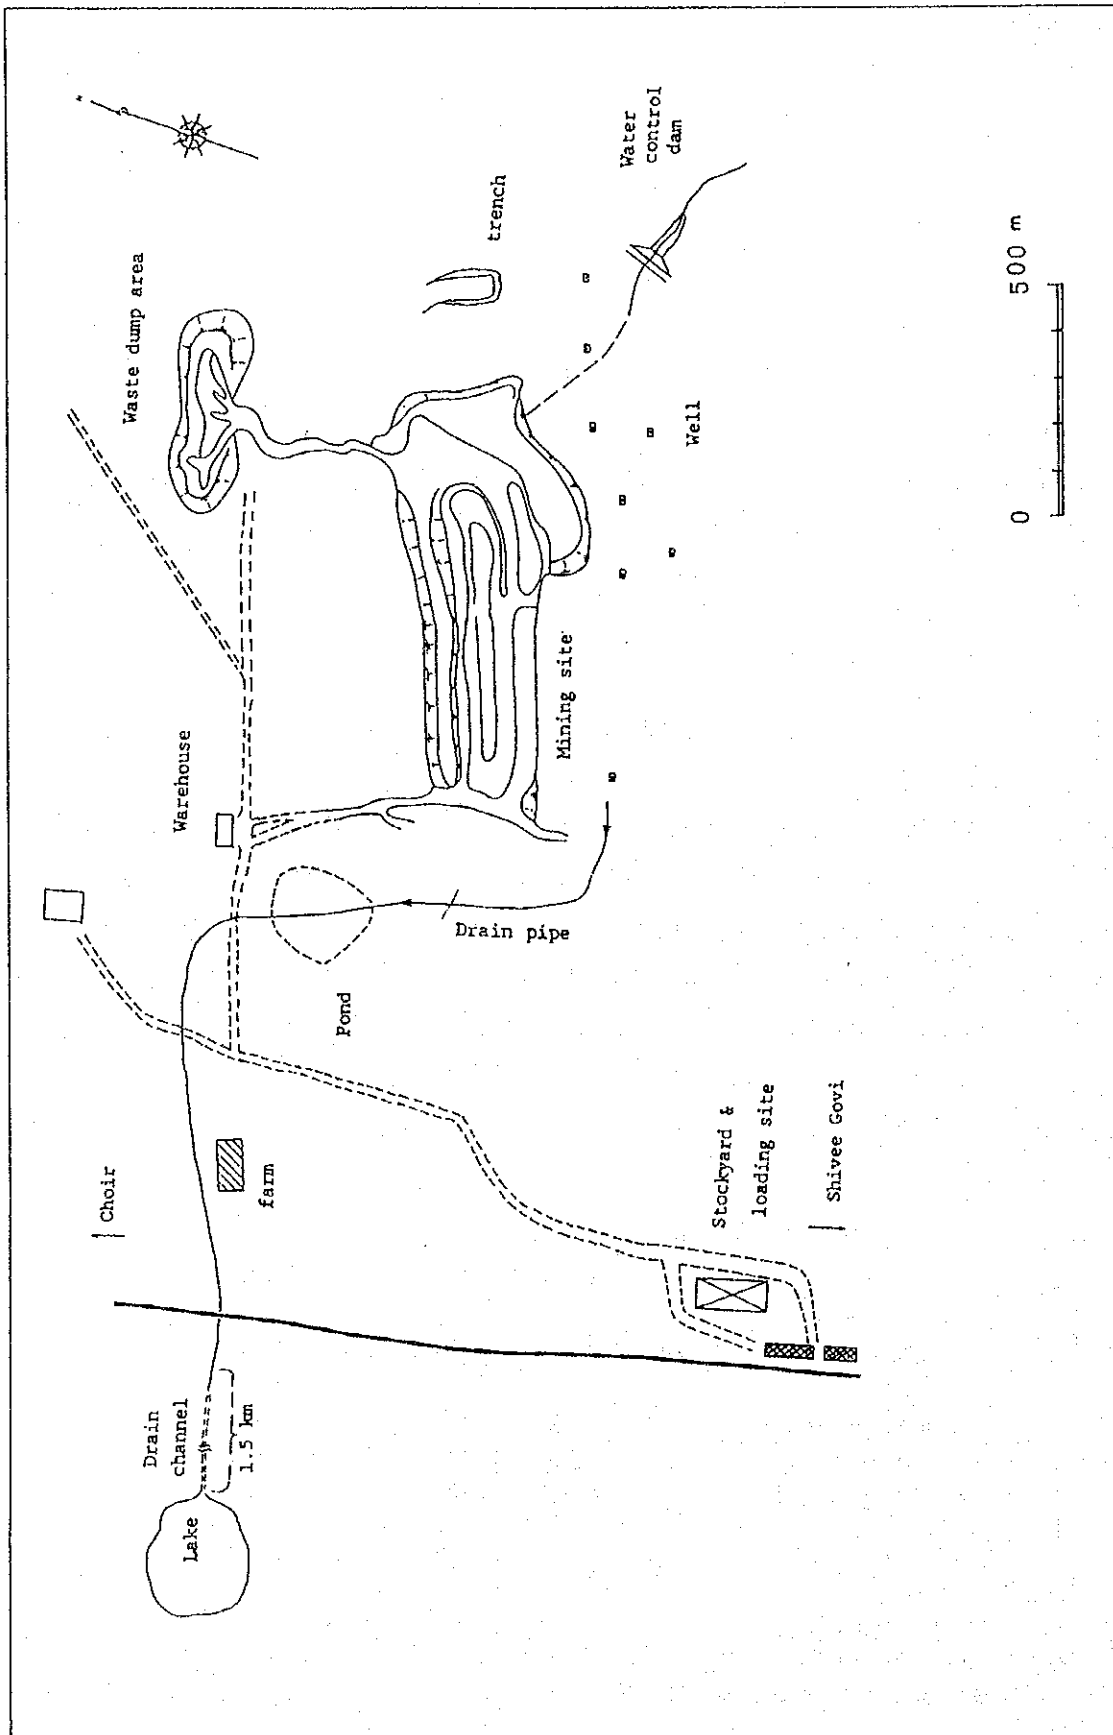 Waste dump area
trench
Water
control
dam
Warehouse
Well
Mining site
Drain pipe
Pond
Choir
farm
Stockyard &
loading site
Shivee Govi
Drain
channel
1.5 km
Lake
0
500 m